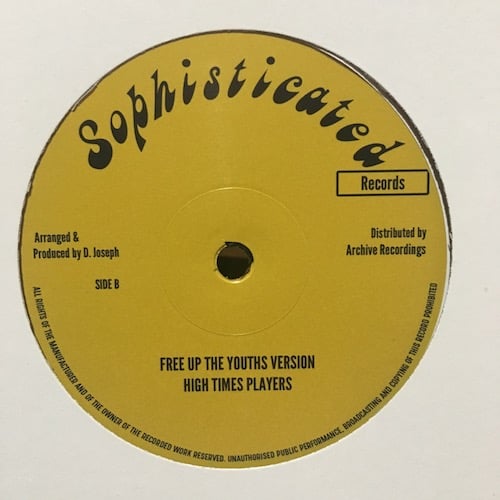 Sophisticated
Records
Arranged &
Produced by D. Joseph
Distributed by
Archive Recordings
SIDE B
FREE UP THE YOUTHS VERSION
HIGH TIMES PLAYERS
ALL RIGHTS OF THE MANUFACTURER AND OF THE OWNER OF THE RECORDED WORK RESERVED. UNAUTHORISED PUBLIC PERFORMANCE, BROADCASTING AND COPYING OF THIS RECORD PROHIBITED